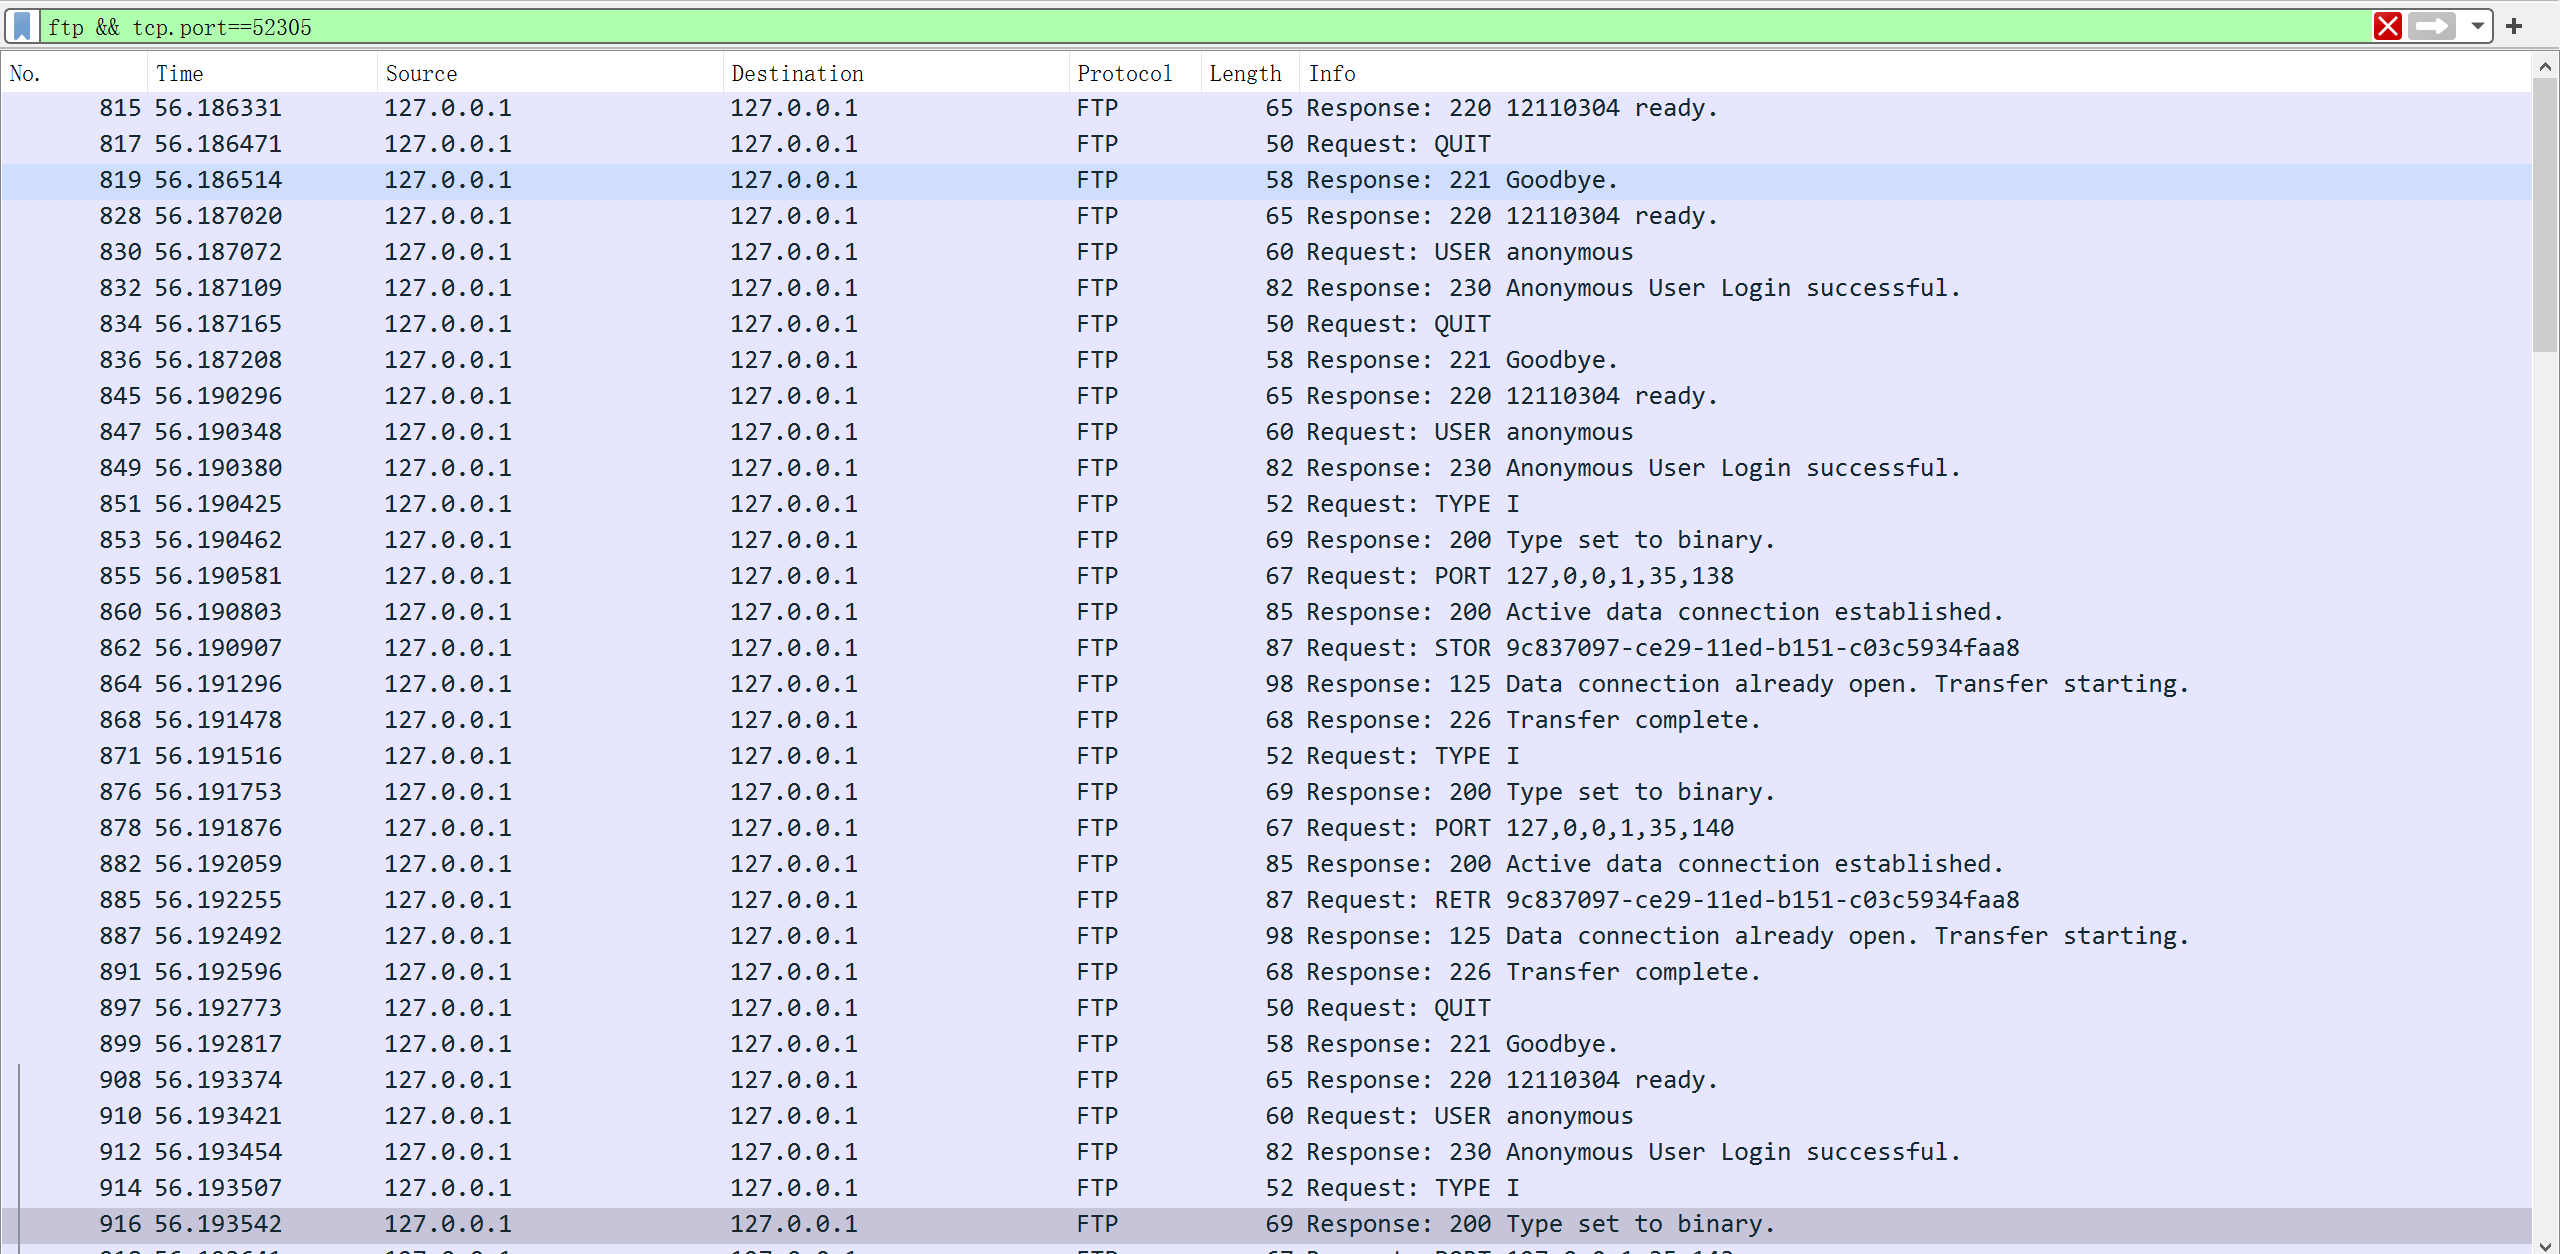 ftp && tcp.port==52305
No. Time Source Destination Protocol Length Info
815 56.186331 127.0.0.1 127.0.0.1 FTP 65 Response: 220 12110304 ready.
817 56.186471 127.0.0.1 127.0.0.1 FTP 50 Request: QUIT
819 56.186514 127.0.0.1 127.0.0.1 FTP 58 Response: 221 Goodbye.
828 56.187020 127.0.0.1 127.0.0.1 FTP 65 Response: 220 12110304 ready.
830 56.187072 127.0.0.1 127.0.0.1 FTP 60 Request: USER anonymous
832 56.187109 127.0.0.1 127.0.0.1 FTP 82 Response: 230 Anonymous User Login successful.
834 56.187165 127.0.0.1 127.0.0.1 FTP 50 Request: QUIT
836 56.187208 127.0.0.1 127.0.0.1 FTP 58 Response: 221 Goodbye.
845 56.190296 127.0.0.1 127.0.0.1 FTP 65 Response: 220 12110304 ready.
847 56.190348 127.0.0.1 127.0.0.1 FTP 60 Request: USER anonymous
849 56.190380 127.0.0.1 127.0.0.1 FTP 82 Response: 230 Anonymous User Login successful.
851 56.190425 127.0.0.1 127.0.0.1 FTP 52 Request: TYPE I
853 56.190462 127.0.0.1 127.0.0.1 FTP 69 Response: 200 Type set to binary.
855 56.190581 127.0.0.1 127.0.0.1 FTP 67 Request: PORT 127,0,0,1,35,138
860 56.190803 127.0.0.1 127.0.0.1 FTP 85 Response: 200 Active data connection established.
862 56.190907 127.0.0.1 127.0.0.1 FTP 87 Request: STOR 9c837097-ce29-11ed-b151-c03c5934faa8
864 56.191296 127.0.0.1 127.0.0.1 FTP 98 Response: 125 Data connection already open. Transfer starting.
868 56.191478 127.0.0.1 127.0.0.1 FTP 68 Response: 226 Transfer complete.
871 56.191516 127.0.0.1 127.0.0.1 FTP 52 Request: TYPE I
876 56.191753 127.0.0.1 127.0.0.1 FTP 69 Response: 200 Type set to binary.
878 56.191876 127.0.0.1 127.0.0.1 FTP 67 Request: PORT 127,0,0,1,35,140
882 56.192059 127.0.0.1 127.0.0.1 FTP 85 Response: 200 Active data connection established.
885 56.192255 127.0.0.1 127.0.0.1 FTP 87 Request: RETR 9c837097-ce29-11ed-b151-c03c5934faa8
887 56.192492 127.0.0.1 127.0.0.1 FTP 98 Response: 125 Data connection already open. Transfer starting.
891 56.192596 127.0.0.1 127.0.0.1 FTP 68 Response: 226 Transfer complete.
897 56.192773 127.0.0.1 127.0.0.1 FTP 50 Request: QUIT
899 56.192817 127.0.0.1 127.0.0.1 FTP 58 Response: 221 Goodbye.
908 56.193374 127.0.0.1 127.0.0.1 FTP 65 Response: 220 12110304 ready.
910 56.193421 127.0.0.1 127.0.0.1 FTP 60 Request: USER anonymous
912 56.193454 127.0.0.1 127.0.0.1 FTP 82 Response: 230 Anonymous User Login successful.
914 56.193507 127.0.0.1 127.0.0.1 FTP 52 Request: TYPE I
916 56.193542 127.0.0.1 127.0.0.1 FTP 69 Response: 200 Type set to binary.